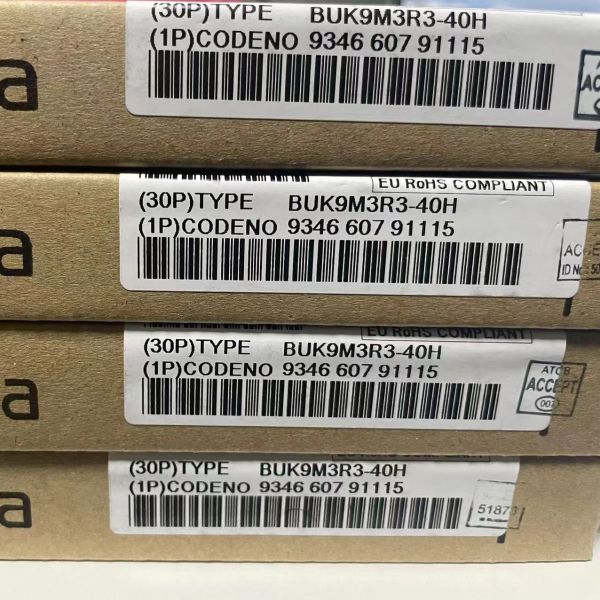 (30P)TYPE BUK9M3R3-40H
(1P)CODENO 9346 607 91115
a
EU RoHS COMPLIANT
(30P)TYPE BUK9M3R3-40H
(1P)CODENO 9346 607 91115
a
EU RoHS COMPLIANT
(30P)TYPE BUK9M3R3-40H
(1P)CODENO 9346 607 91115
a
ATCB
ACCEPT
(30P)TYPE BUK9M3R3-40H
(1P)CODENO 9346 607 91115
a